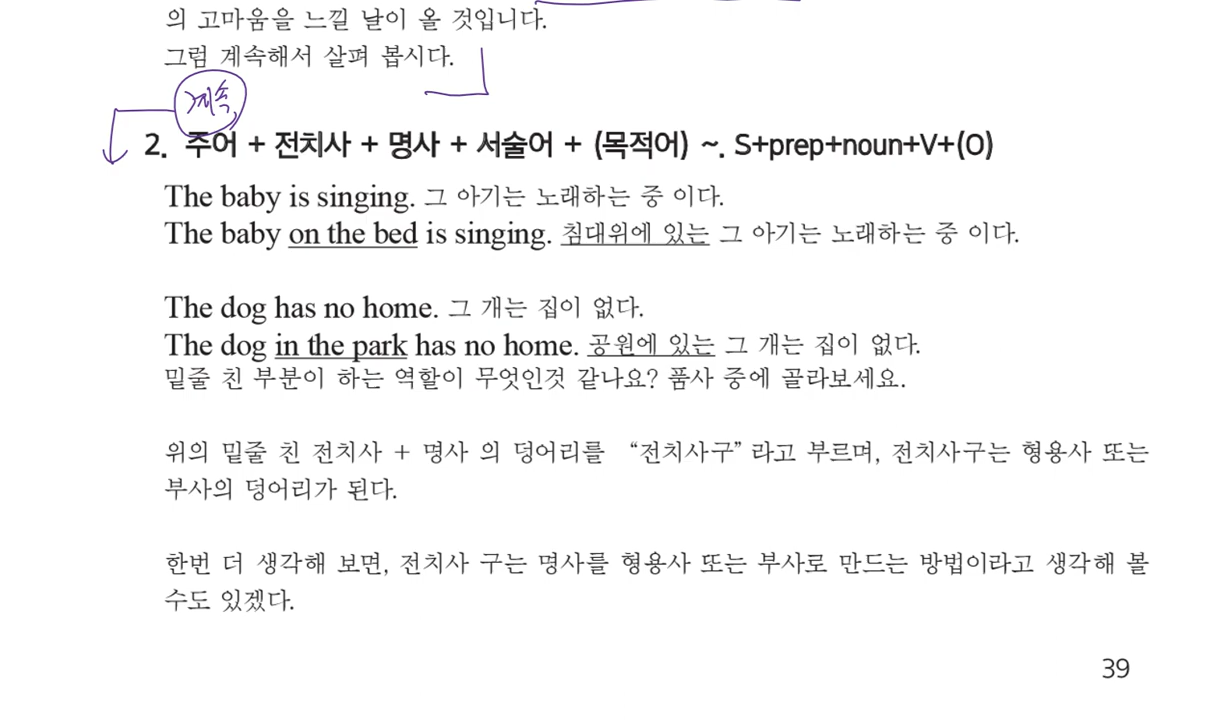 의 고마움을 느낄 날이 올 것입니다.
그럼 계속해서 살펴 봅시다.
계속
2. 주어 + 전치사 + 명사 + 서술어 + (목적어) ~. S+prep+noun+V+(O)
The baby is singing. 그 아기는 노래하는 중 이다.
The baby on the bed is singing. 침대위에 있는 그 아기는 노래하는 중 이다.
The dog has no home. 그 개는 집이 없다.
The dog in the park has no home. 공원에 있는 그 개는 집이 없다.
밑줄 친 부분이 하는 역할이 무엇인것 같나요? 품사 중에 골라보세요.
위의 밑줄 친 전치사 + 명사 의 덩어리를 “전치사구” 라고 부르며, 전치사구는 형용사 또는
부사의 덩어리가 된다.
한번 더 생각해 보면, 전치사 구는 명사를 형용사 또는 부사로 만드는 방법이라고 생각해 볼
수도 있겠다.
39